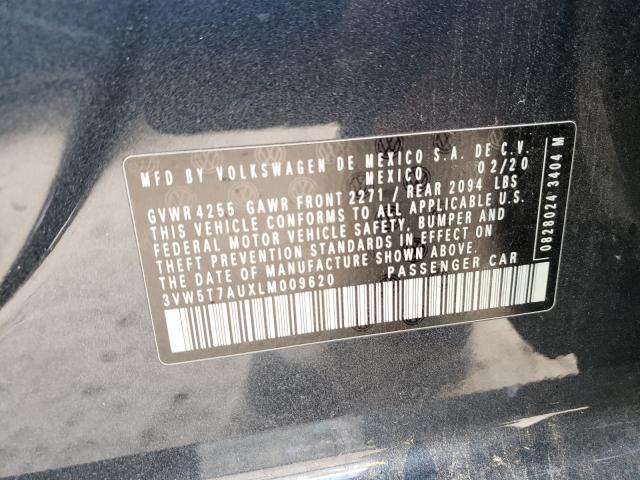 MFD BY VOLKSWAGEN DE MEXICO S.A. DE C.V.
MEXICO 02/20
GVWR 4255 GAWR FRONT 2271 / REAR 2094 LBS
THIS VEHICLE CONFORMS TO ALL APPLICABLE U.S.
FEDERAL MOTOR VEHICLE SAFETY, BUMPER AND
THEFT PREVENTION STANDARDS IN EFFECT ON
THE DATE OF MANUFACTURE SHOWN ABOVE.
3VW5T7AUXLM009620 PASSENGER CAR
0828024 3404 M